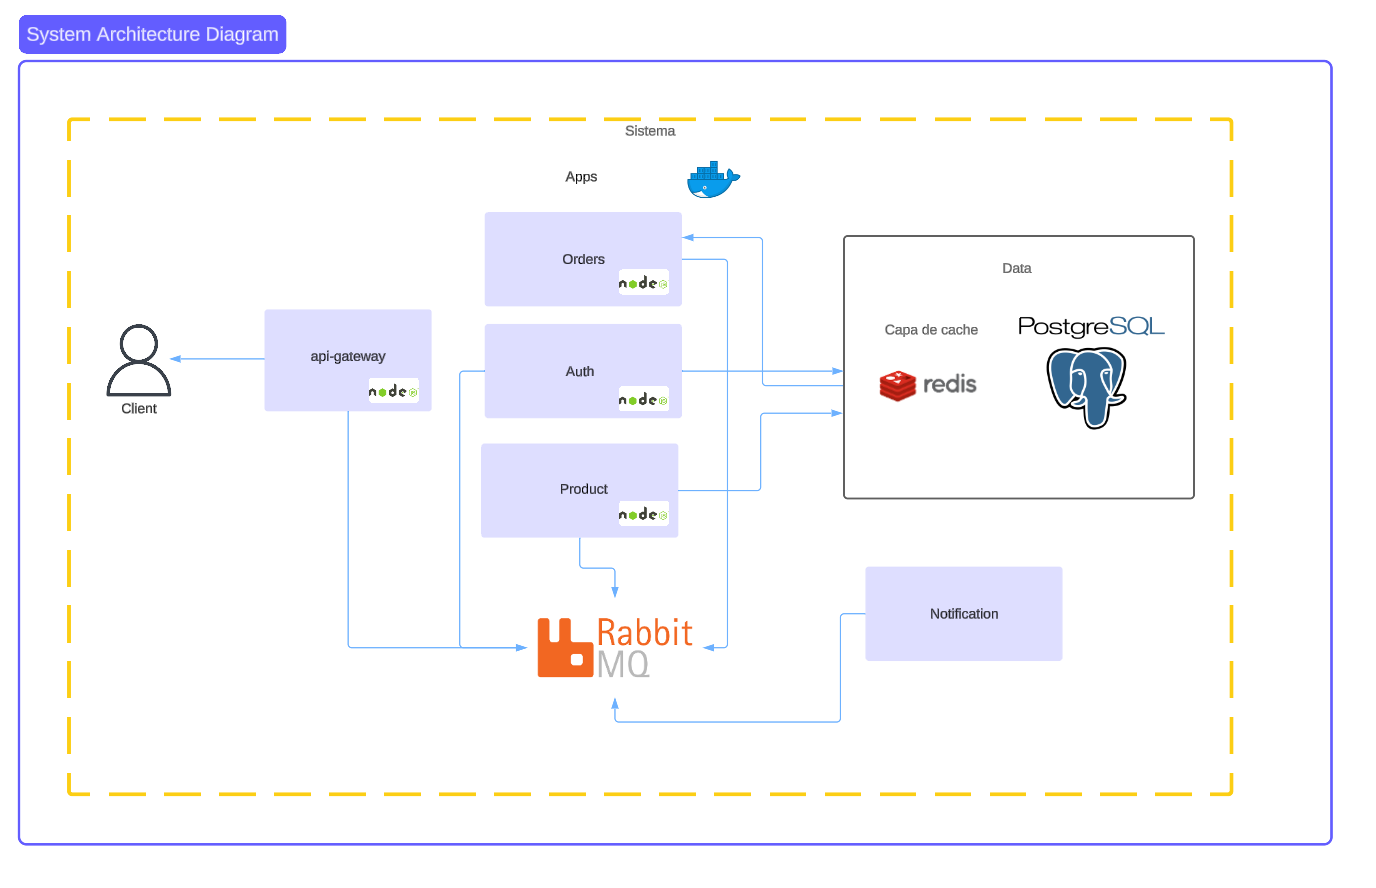 System Architecture Diagram
Sistema
Apps
Orders
node
Data
Capa de cache
PostgreSQL
redis
api-gateway
node
Client
Auth
node
Product
node
Notification
Rabbit
MQ